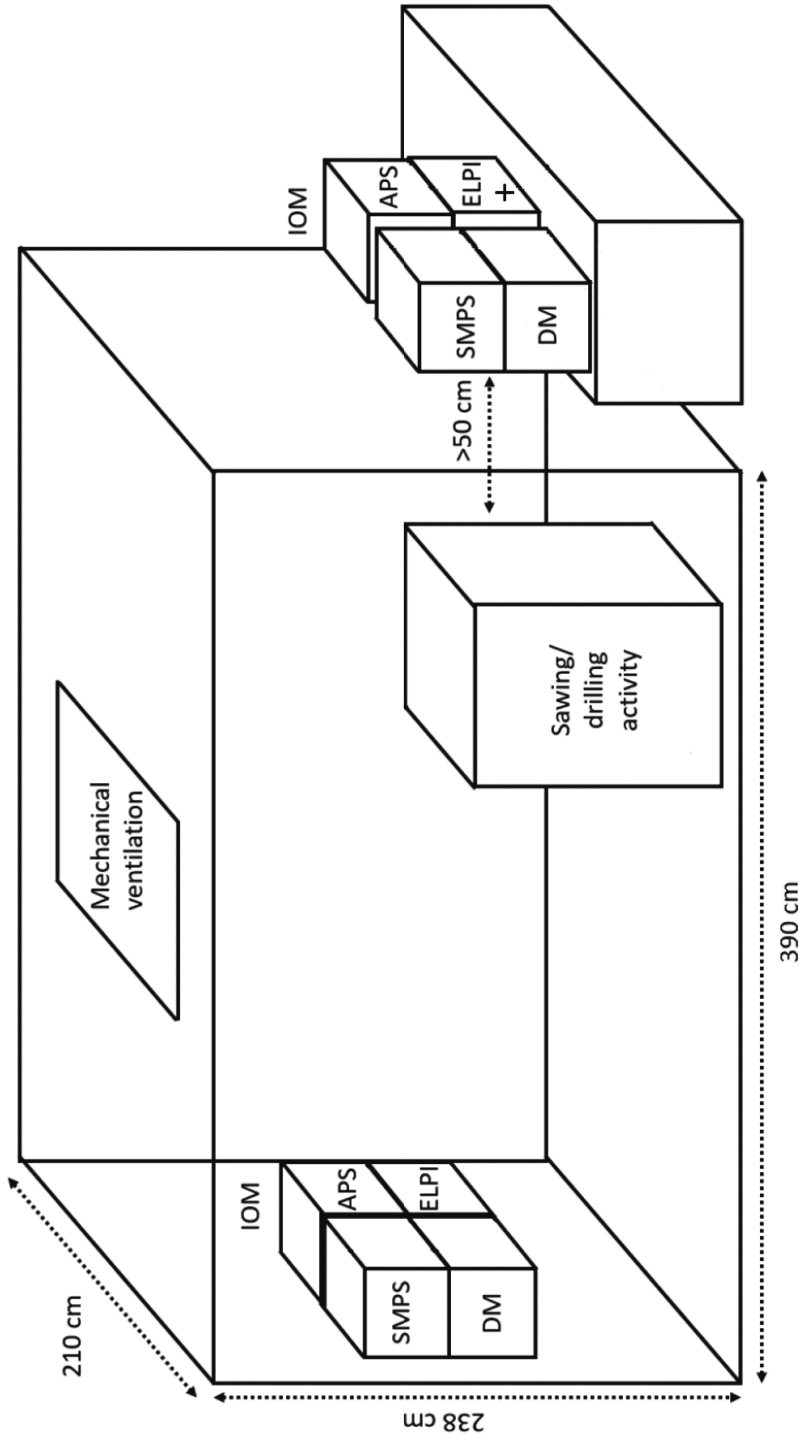 210 cm
Mechanical
ventilation
IOM
APS
ELPI
SMPS
DM
IOM
APS
ELPI
+
SMPS
DM
>50 cm
Sawing/
drilling
activity
238 cm
390 cm